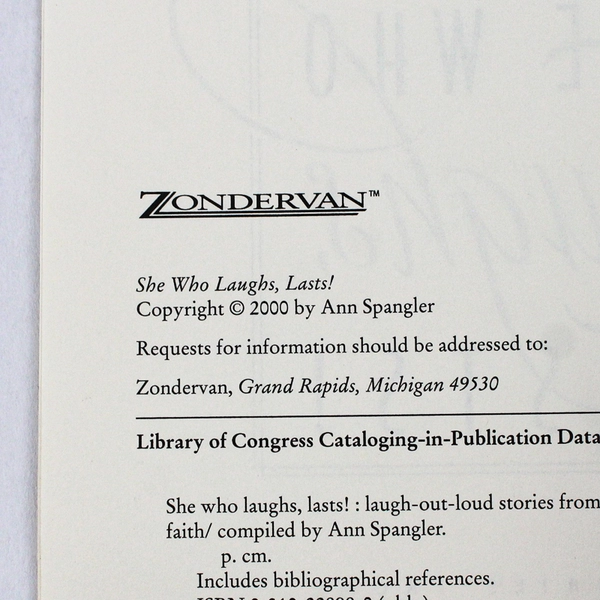 ZONDERVAN™
She Who Laughs, Lasts!
Copyright © 2000 by Ann Spangler
Requests for information should be addressed to:
Zondervan, Grand Rapids, Michigan 49530
Library of Congress Cataloging-in-Publication Data
She who laughs, lasts! : laugh-out-loud stories from
faith/ compiled by Ann Spangler.
p. cm.
Includes bibliographical references.